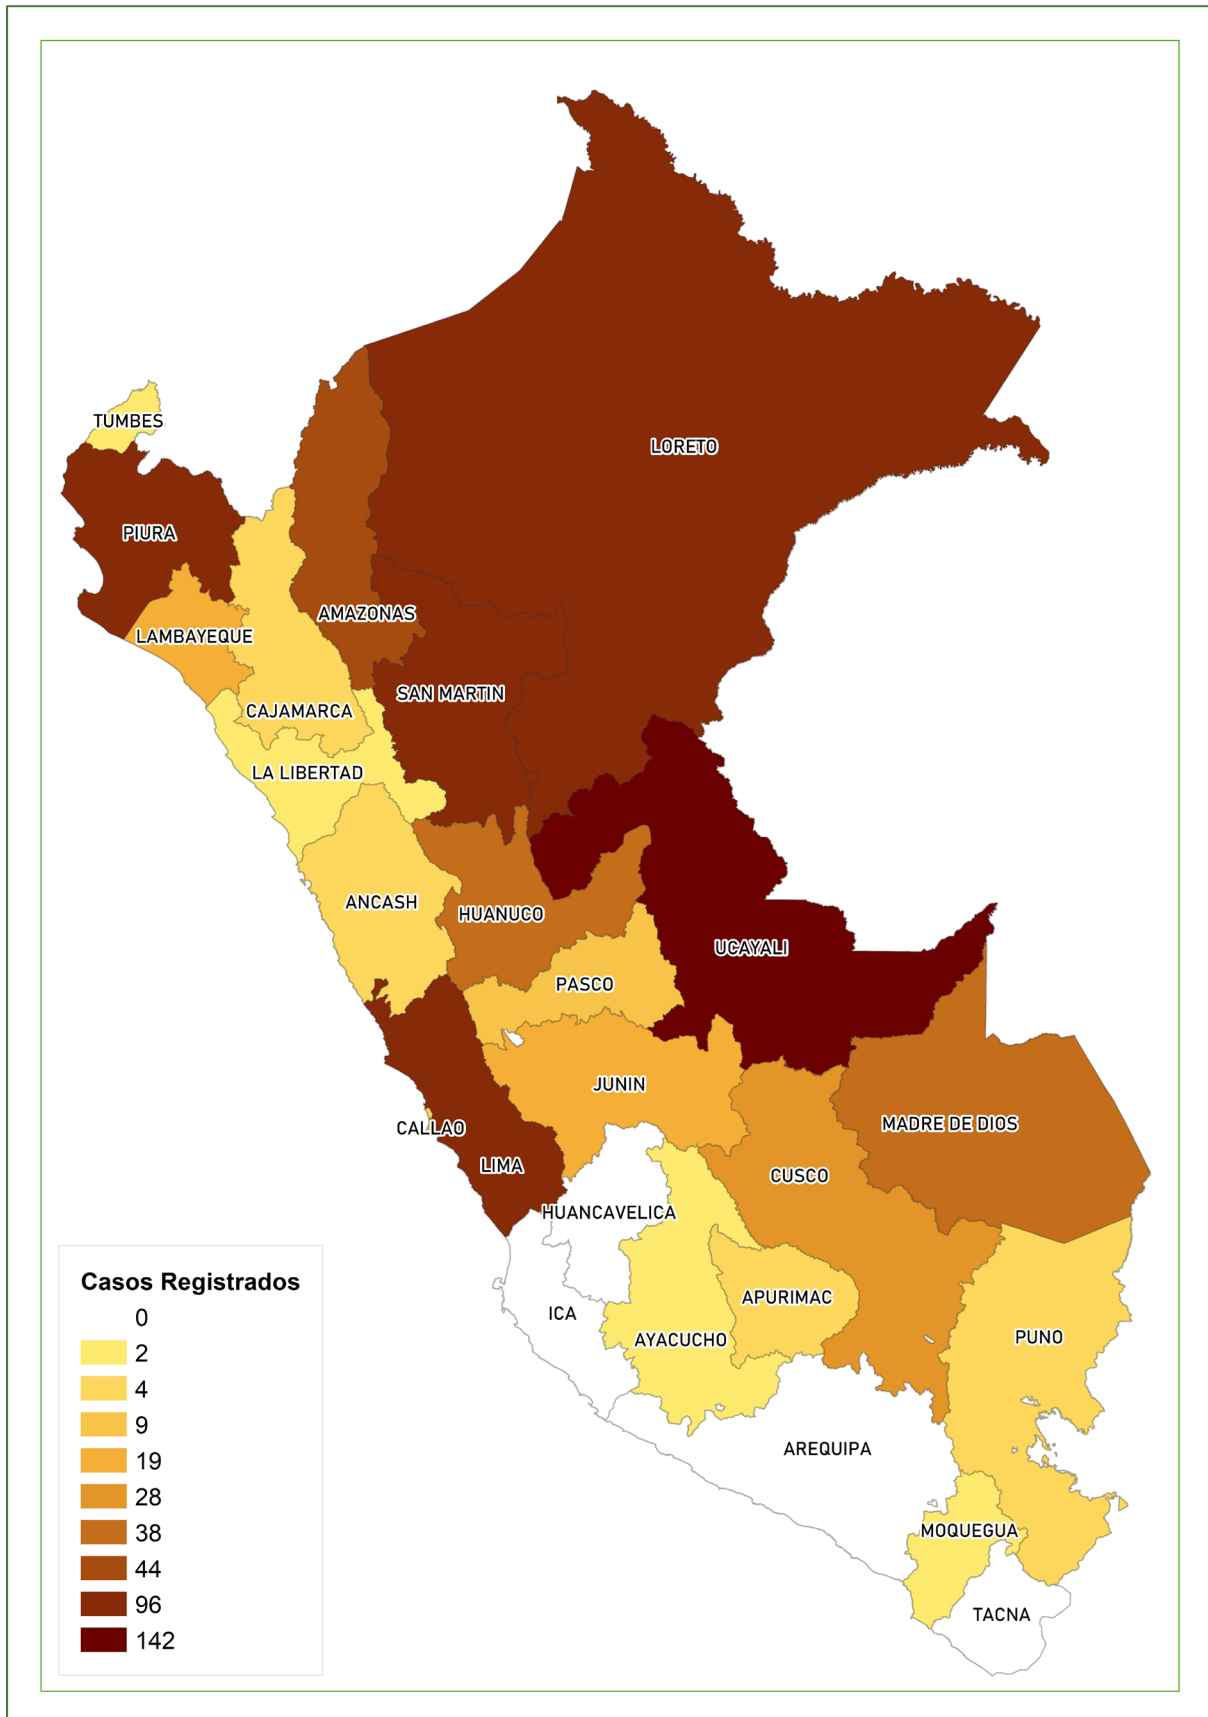 TUMBES
LORETO
PIURA
AMAZONAS
LAMBAYEQUE
SAN MARTIN
CAJAMARCA
LA LIBERTAD
ANCASH
HUANUCO
UCAYALI
PASCO
JUNIN
MADRE DE DIOS
CALLAO
LIMA
CUSCO
HUANCAVELICA
APURIMAC
ICA
AYACUCHO
PUNO
AREQUIPA
MOQUEGUA
TACNA
Casos Registrados
0
2
4
9
19
28
38
44
96
142